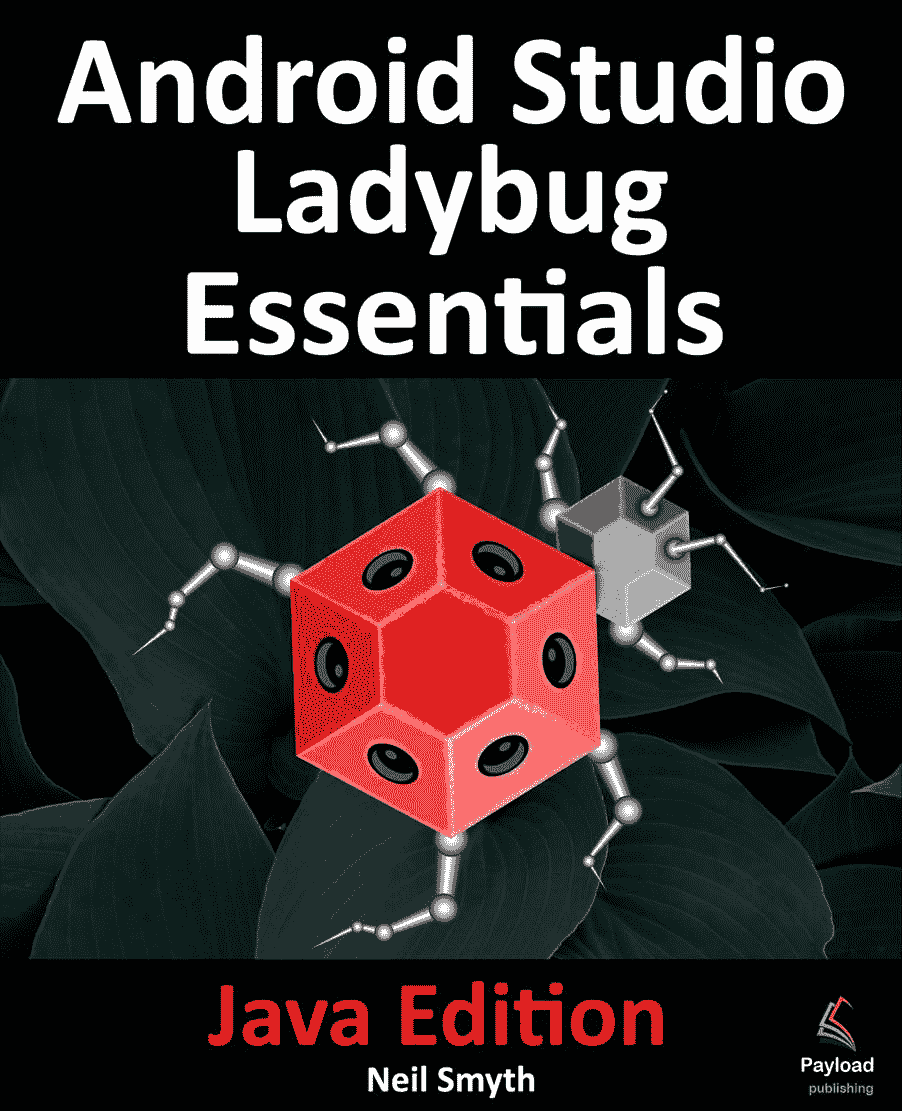 Android Studio
Ladybug
Essentials
Java Edition
Neil Smyth
Payload
publishing